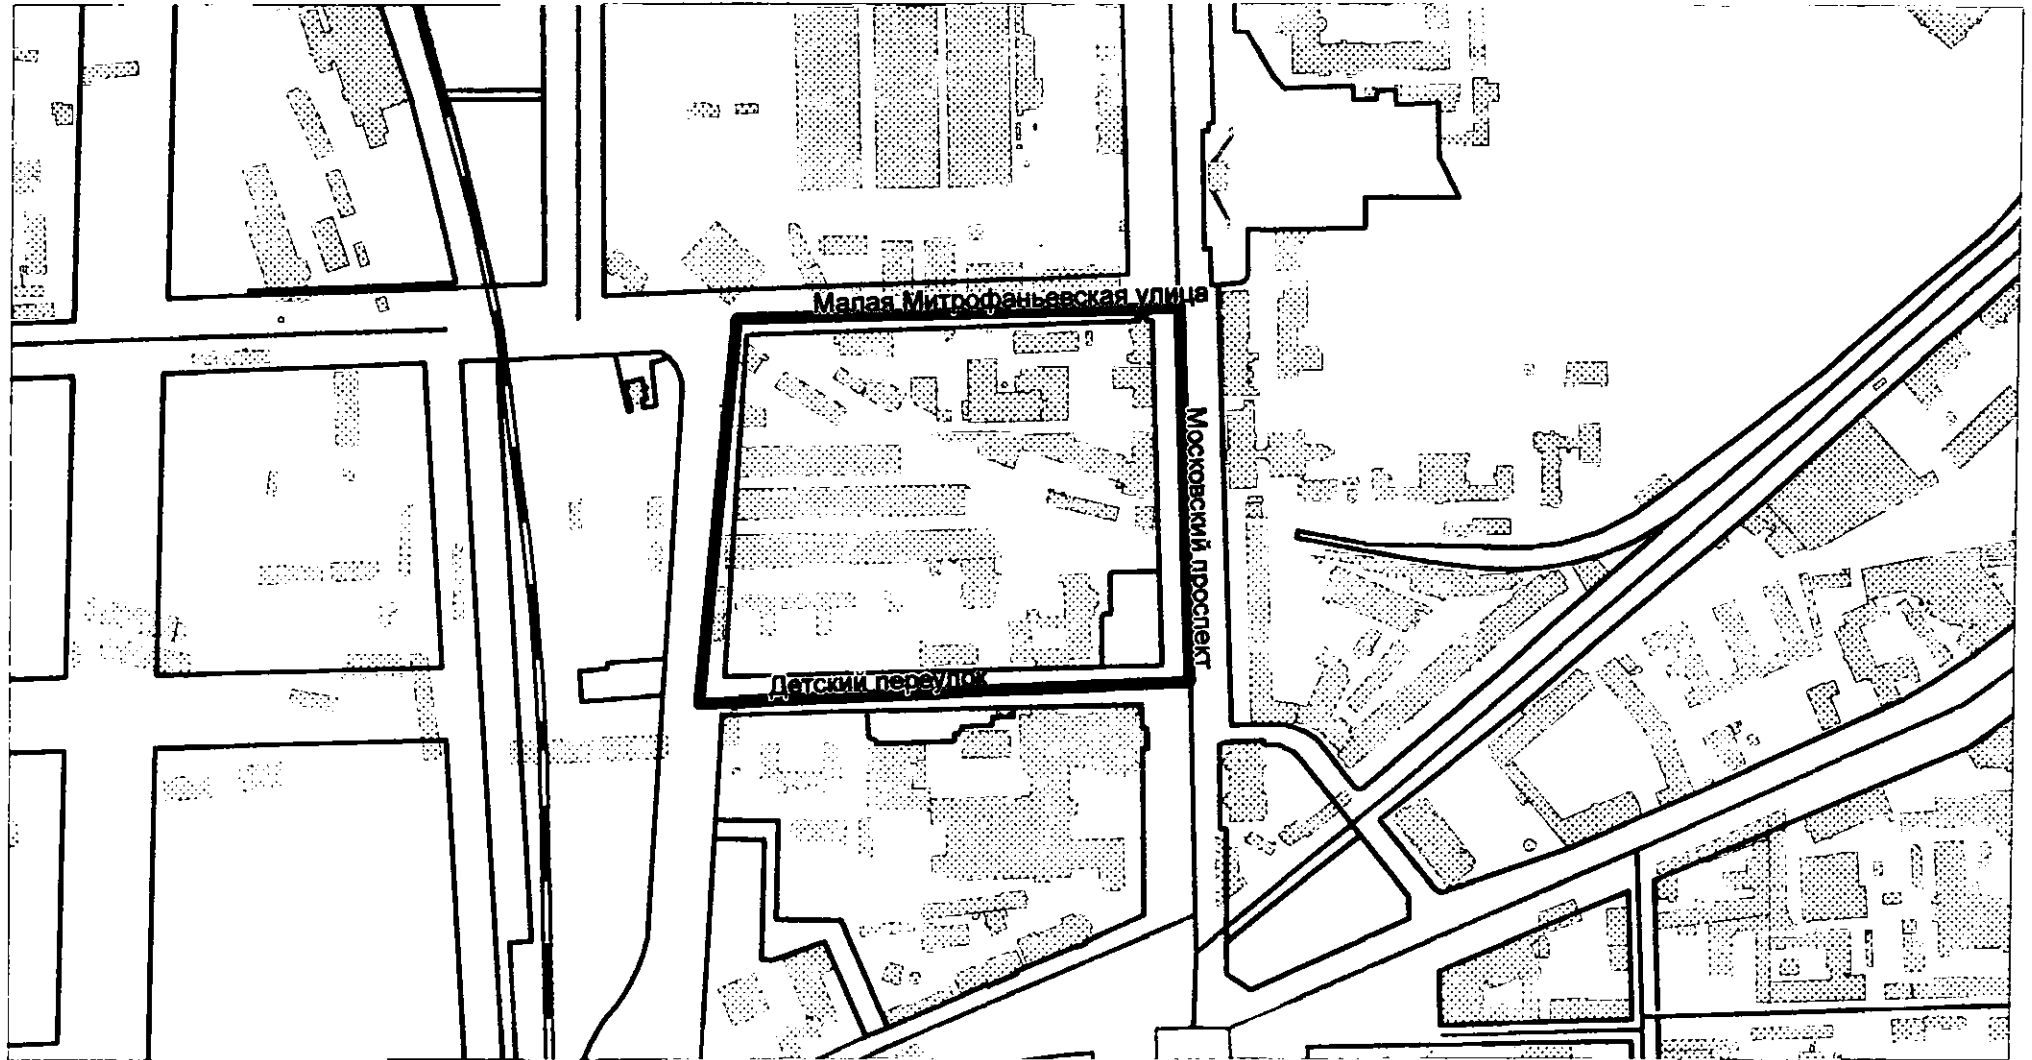 Малая Митрофаньевская улица
Московский проспект
Детский переулок